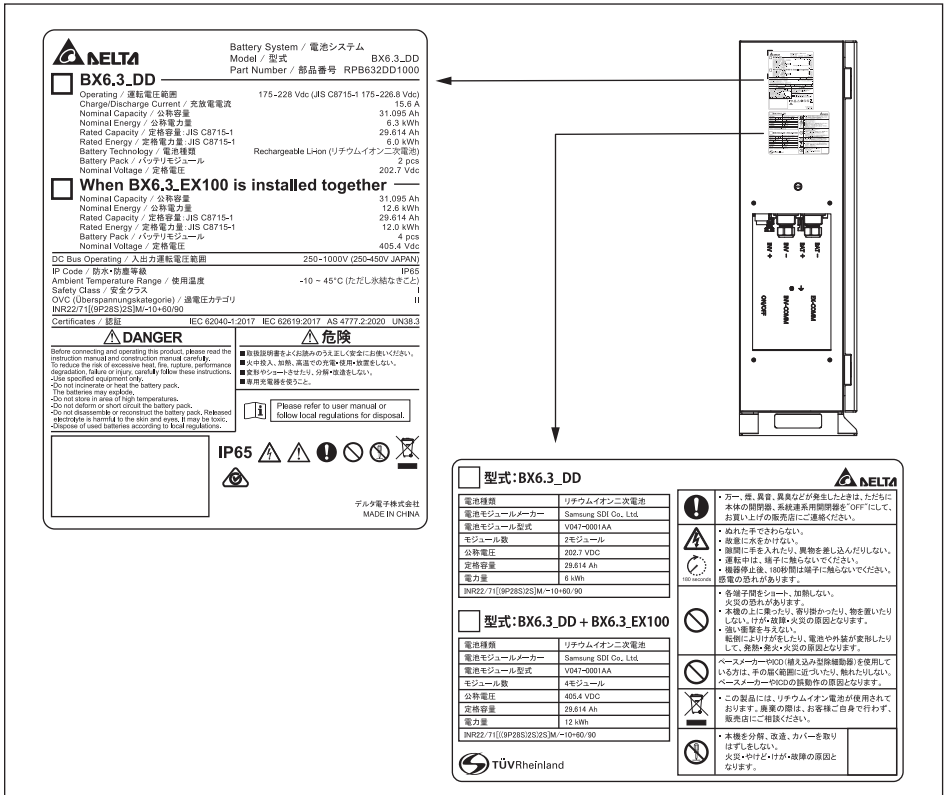 DELTA
Battery System / 電池システム
Model / 型式 BX6.3_DD
Part Number / 部品番号 RPB632DD1000
BX6.3_DD
Operating / 運転電圧範囲 175-228 Vdc (JIS C8715-1 175-226.8 Vdc)
Charge/Discharge Current / 充放電電流 15.6 A
Nominal Capacity / 公称容量 31.095 Ah
Nominal Energy / 公称電力量 6.3 kWh
Rated Capacity / 定格容量:JIS C8715-1 29.614 Ah
Rated Energy / 定格電力量:JIS C8715-1 6.0 kWh
Battery Technology / 電池種類 Rechargeable Li-ion (リチウムイオン二次電池)
Battery Pack / バッテリモジュール 2 pcs
Nominal Voltage / 定格電圧 202.7 Vdc
When BX6.3_EX100 is installed together
Nominal Capacity / 公称容量 31.095 Ah
Nominal Energy / 公称電力量 12.6 kWh
Rated Capacity / 定格容量:JIS C8715-1 29.614 Ah
Rated Energy / 定格電力量:JIS C8715-1 12.0 kWh
Battery Pack / バッテリモジュール 4 pcs
Nominal Voltage / 定格電圧 405.4 Vdc
DC Bus Operating / 入出力運転電圧範囲 250-1000V (250-450V JAPAN)
IP Code / 防水・防塵等級 IP65
Ambient Temperature Range / 使用温度 -10 ~ 45°C (ただし氷結なきこと)
Safety Class / 安全クラス I
OVC (Überspannungskategorie) / 過電圧カテゴリ II
INR22/71[(9P28S)2S]M/-10+60/90
Certificates / 認証 IEC 62040-1:2017 IEC 62619:2017 AS 4777.2:2020 UN38.3
DANGER
Before connecting and operating this product, please read the
instruction manual and construction manual carefully.
To reduce the risk of excessive heat, fire, rupture, performance
degradation, failure or injury, carefully follow these instructions.
-Use specified equipment only.
-Do not incinerate or heat the battery pack.
The batteries may explode.
-Do not store in area of high temperatures.
-Do not deform or short circuit the battery pack.
-Do not disassemble or reconstruct the battery pack. Released
electrolyte is harmful to the skin and eyes. It may be toxic.
-Dispose of used batteries according to local regulations.
危険
■取扱説明書をよくお読みのうえ正しく安全にお使いください。
■火中投入、加熱、高温での充電・使用・放置をしない。
■変形やショートさせたり、分解・改造をしない。
■専用充電器を使うこと。
Please refer to user manual or
follow local regulations for disposal.
IP65
デルタ電子株式会社
MADE IN CHINA
INV +
INV -
BAT +
BAT -
ON/OFF
INV-COMM
BX-COMM
型式:BX6.3_DD
電池種類 リチウムイオン二次電池
電池モジュールメーカー Samsung SDI Co., Ltd.
電池モジュール型式 V047-0001AA
モジュール数 2モジュール
公称電圧 202.7 VDC
定格容量 29.614 Ah
電力量 6 kWh
INR22/71[(9P28S)2S]M/-10+60/90
型式:BX6.3_DD + BX6.3_EX100
電池種類 リチウムイオン二次電池
電池モジュールメーカー Samsung SDI Co., Ltd.
電池モジュール型式 V047-0001AA
モジュール数 4モジュール
公称電圧 405.4 VDC
定格容量 29.614 Ah
電力量 12 kWh
INR22/71[((9P28S)2S)2S]M/-10+60/90
TÜVRheinland
DELTA
・万一、煙、異音、異臭などが発生したときは、ただちに
本体の開閉器、系統連系用開閉器を"OFF"にして、
お買い上げの販売店にご連絡ください。
180 seconds
・ぬれた手でさわらない。
・故意に水をかけない。
・隙間に手を入れたり、異物を差し込んだりしない。
・運転中は、端子に触らないでください。
・機器停止後、180秒間は端子に触らないでください。
感電の恐れがあります。
・各端子間をショート、加熱しない。
火災の恐れがあります。
・本機の上に乗ったり、寄り掛かったり、物を置いたり
しない。けが・故障・火災の原因となります。
・強い衝撃を与えない。
転倒によりけがをしたり、電池や外装が変形したり
して、発熱・発火・火災の原因となります。
ペースメーカーやICD(植え込み型除細動器)を使用して
いる方は、手の届く範囲に近づいたり、触れたりしない。
ペースメーカーやICDの誤動作の原因となります。
・この製品には、リチウムイオン電池が使用されて
おります。廃棄の際は、お客様ご自身で行わず、
販売店にご相談ください。
・本機を分解、改造、カバーを取り
はずしをしない。
火災・やけど・けが・故障の原因と
なります。